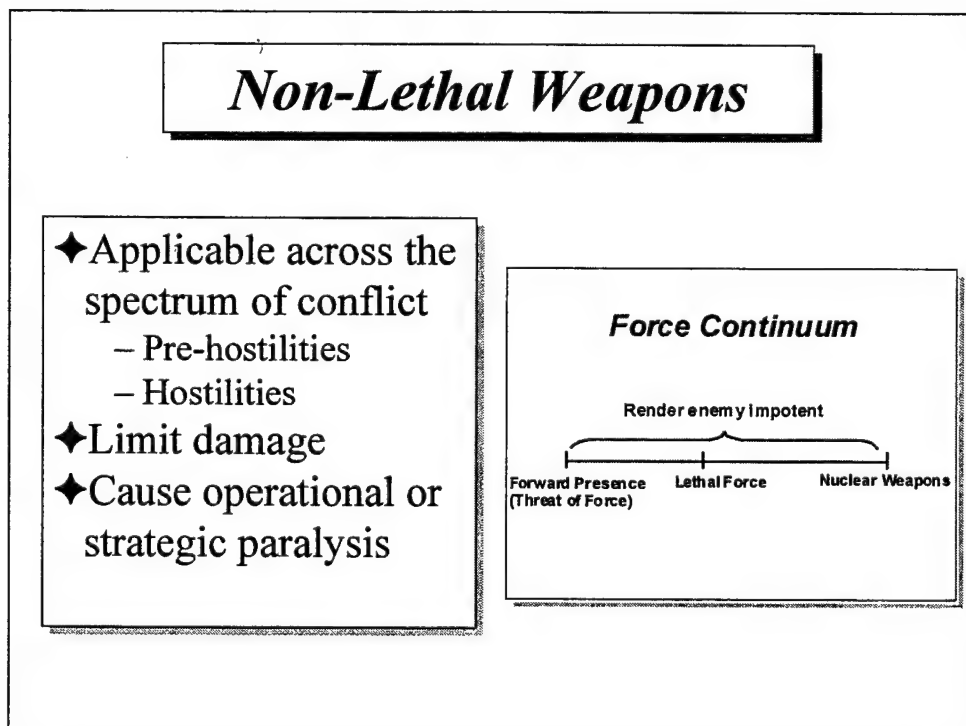 Non-Lethal Weapons
✦Applicable across the
spectrum of conflict
– Pre-hostilities
– Hostilities
✦Limit damage
✦Cause operational or
strategic paralysis
Force Continuum
Render enemy impotent
Forward Presence
(Threat of Force)
Lethal Force
Nuclear Weapons